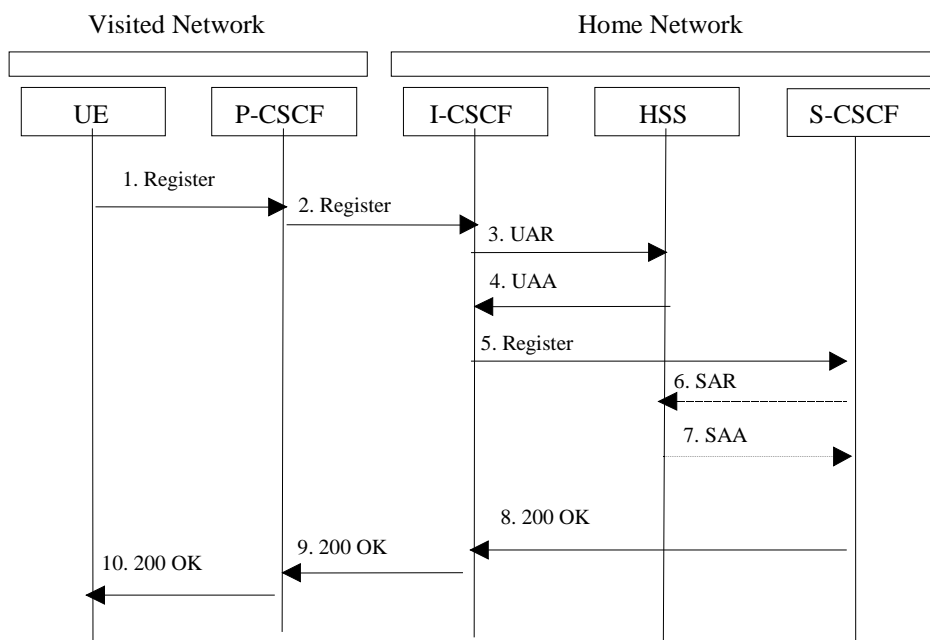 Visited Network
Home Network
UE
P-CSCF
I-CSCF
HSS
S-CSCF
1. Register
2. Register
3. UAR
4. UAA
5. Register
6. SAR
7. SAA
8. 200 OK
9. 200 OK
10. 200 OK